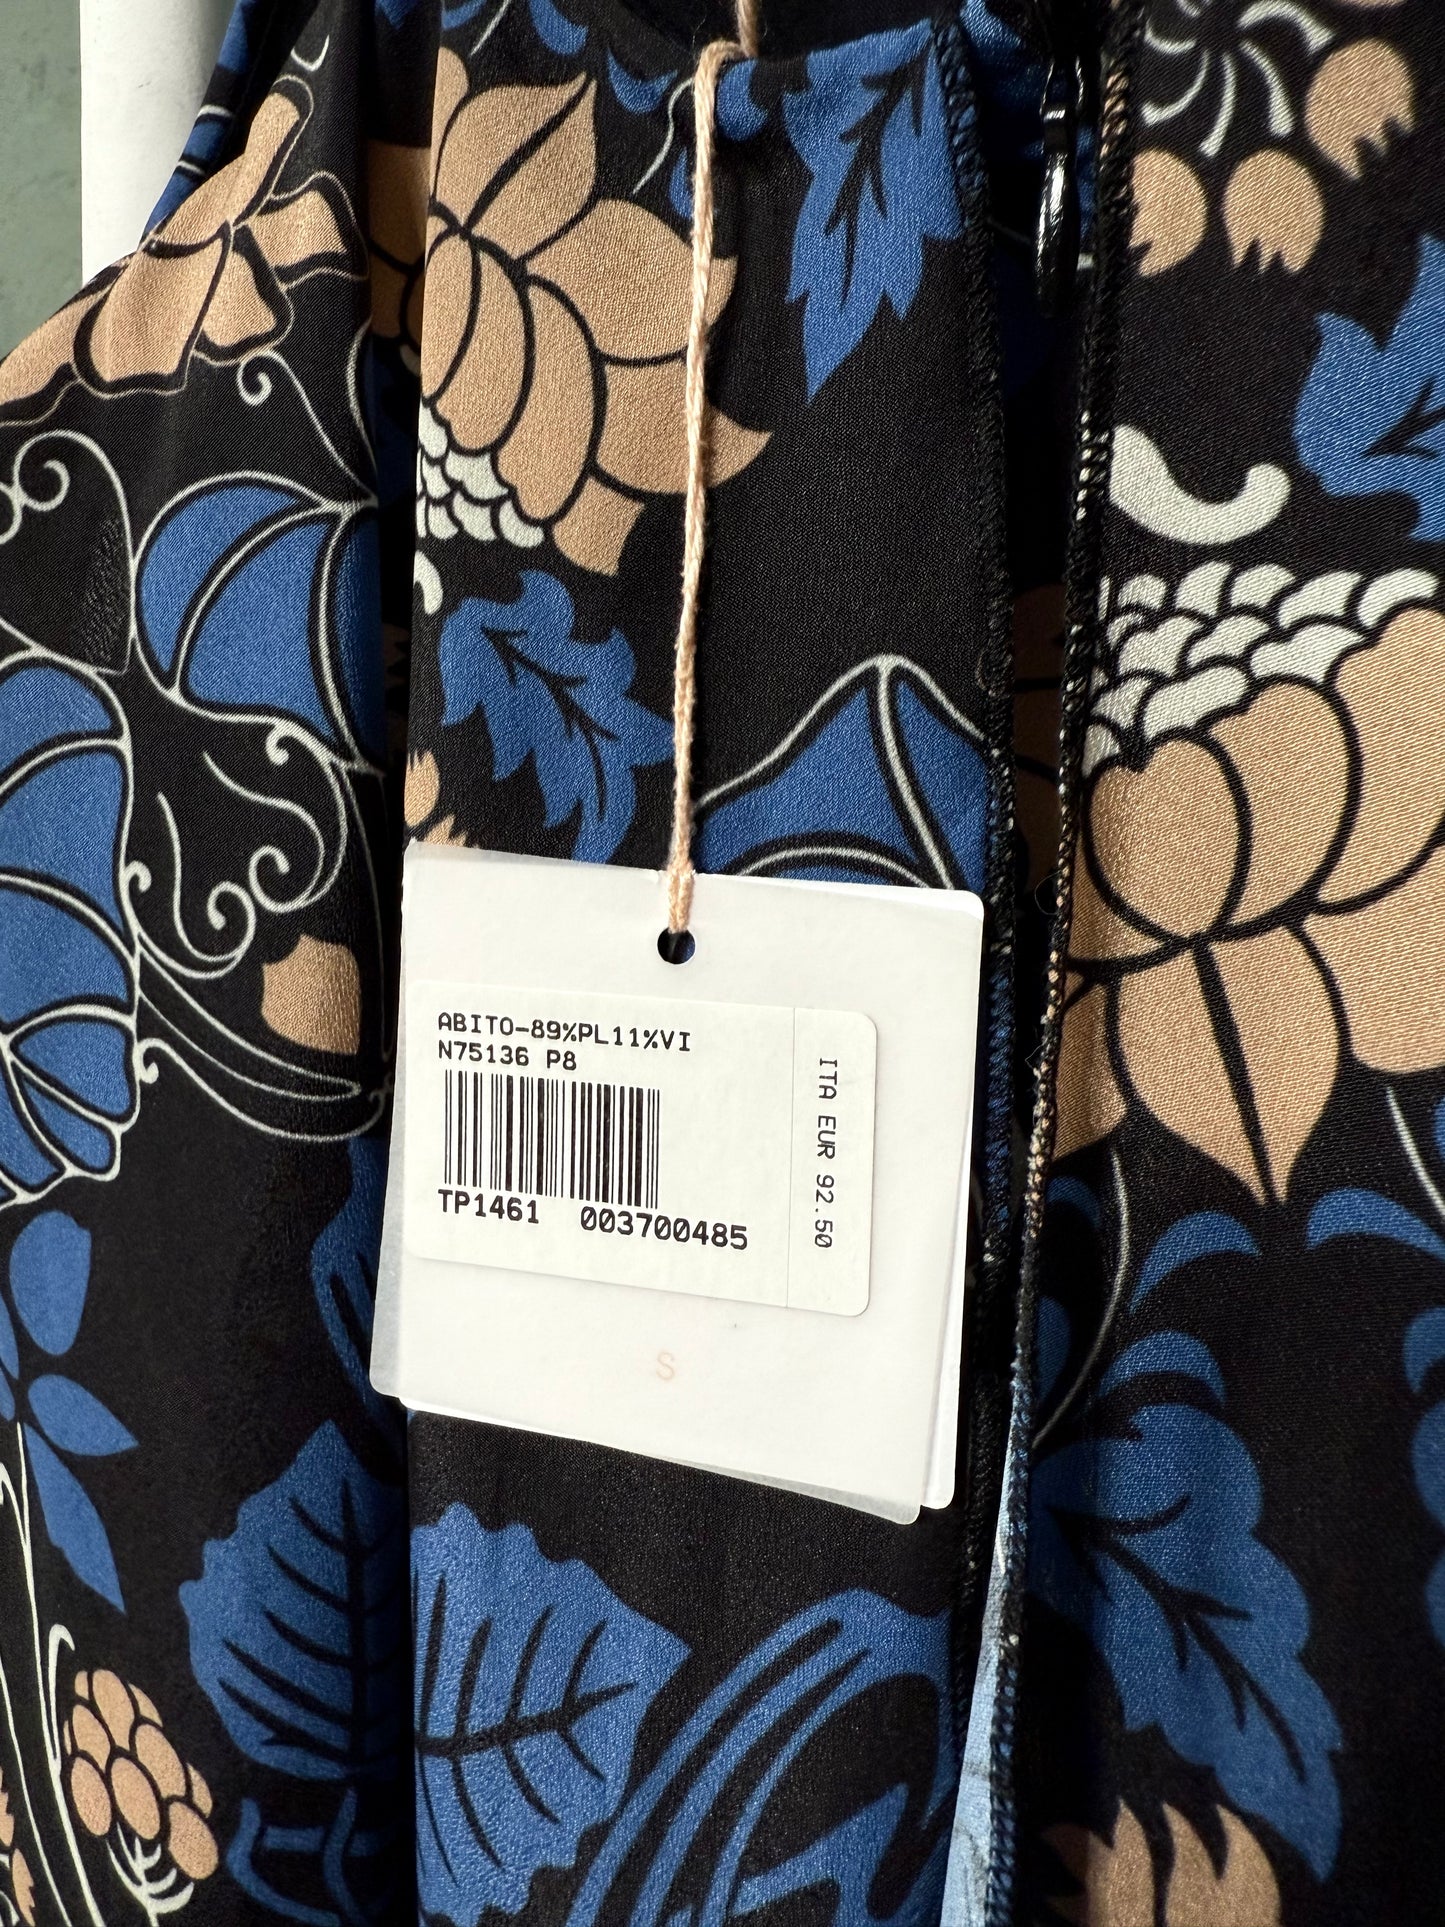 ABITO-89%PL11%VI
N75136 P8
TP1461 003700485
ITA EUR 92.50
S